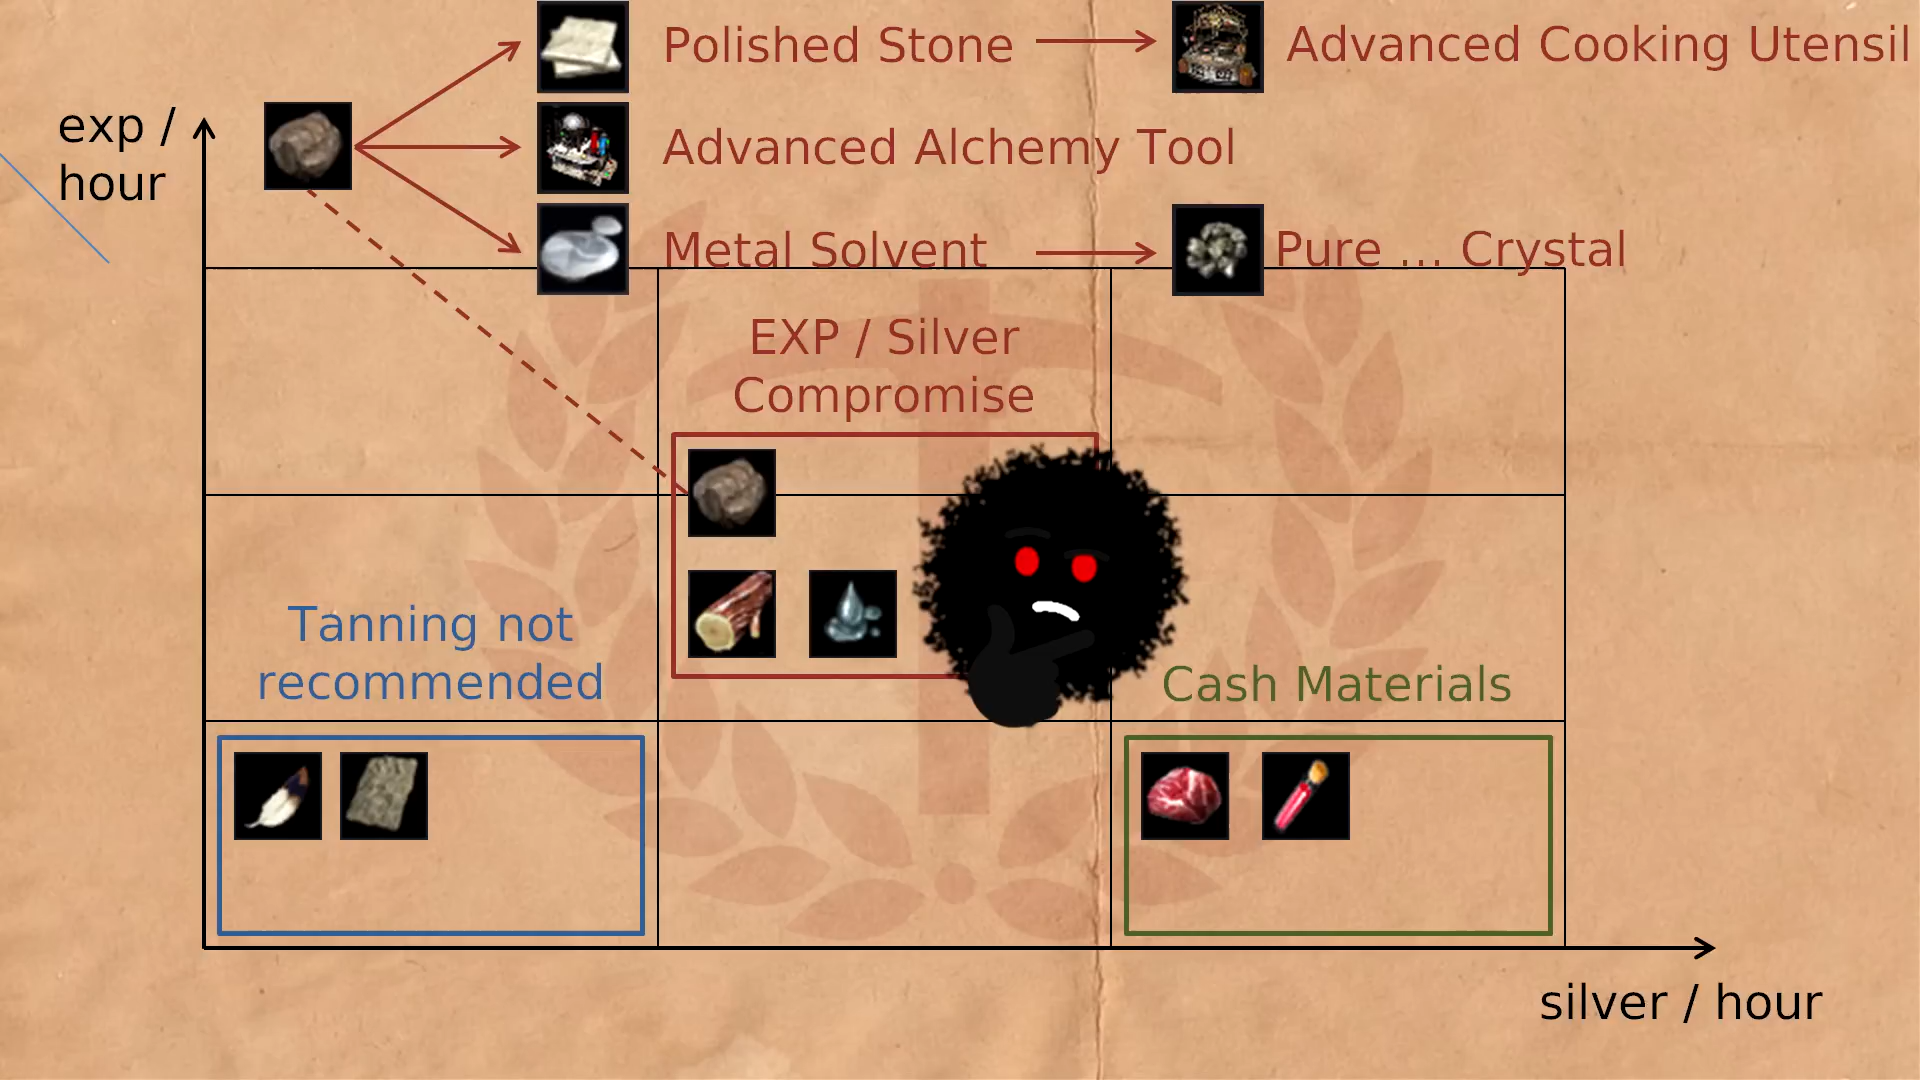 Polished Stone
Advanced Cooking Utensil
exp /
hour
Advanced Alchemy Tool
Metal Solvent
Pure ... Crystal
EXP / Silver
Compromise
Tanning not
recommended
Cash Materials
silver / hour